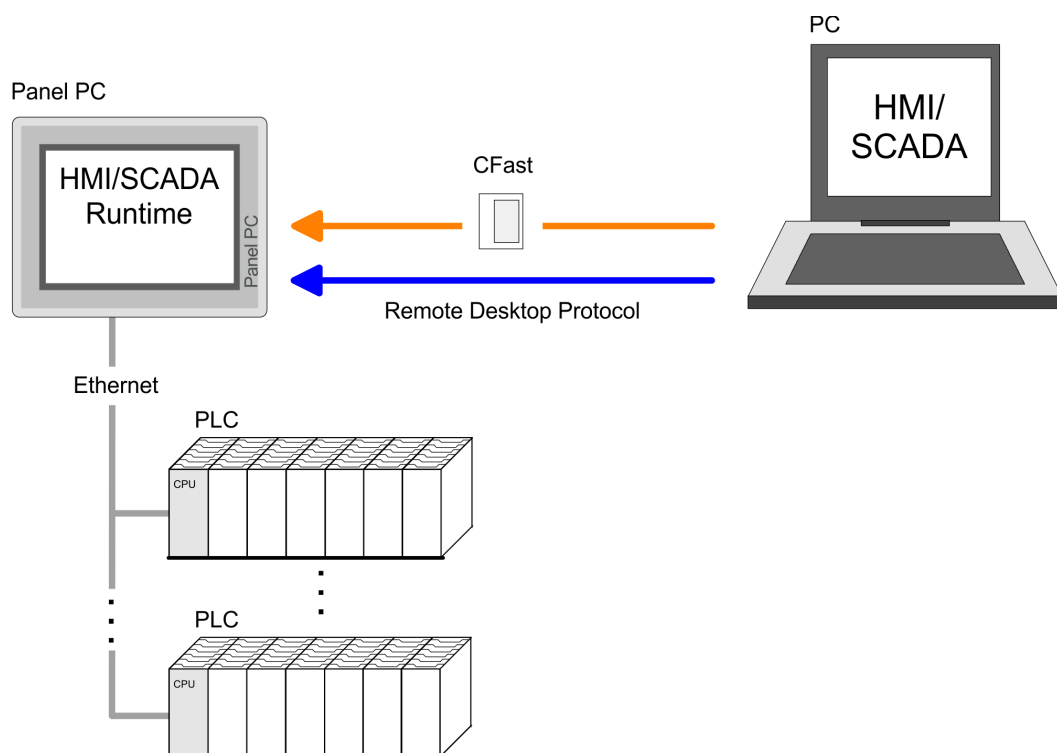 PC
Panel PC
HMI/
SCADA
HMI/SCADA
Runtime
Panel PC
CFast
Remote Desktop Protocol
Ethernet
PLC
CPU
PLC
CPU